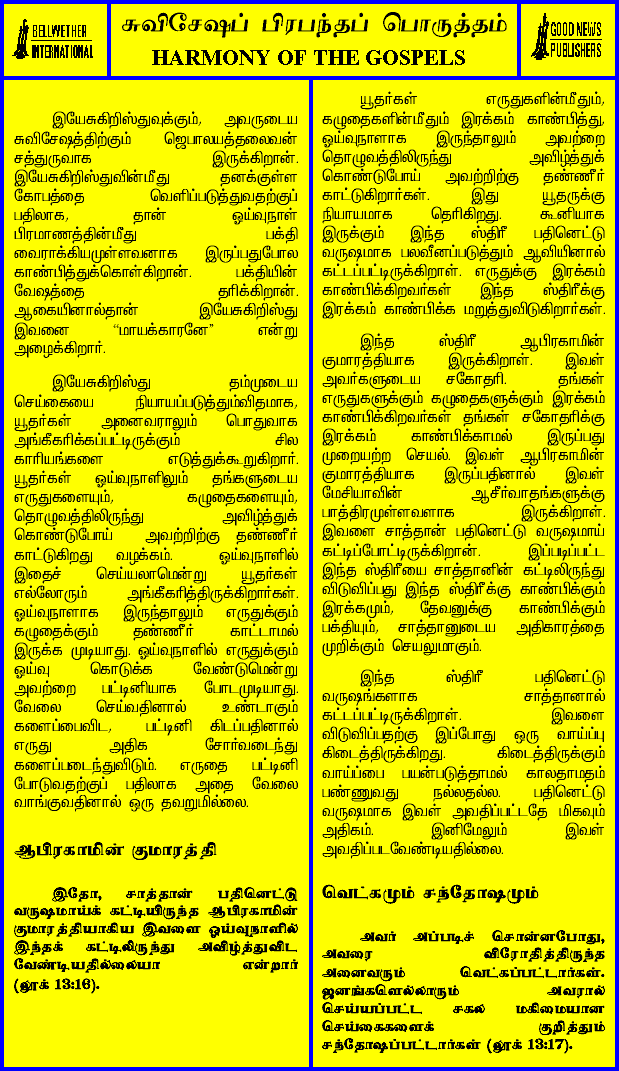 BELLWETHER
INTERNATIONAL
சுவிசேஷப் பிரபந்தப் பொருத்தம்
HARMONY OF THE GOSPELS
GOOD NEWS
PUBLISHERS
இயேசுகிறிஸ்துவுக்கும், அவருடைய
சுவிசேஷத்திற்கும் ஜெபாலயத்தலைவன்
சத்துருவாக இருக்கிறான்.
இயேசுகிறிஸ்துவின்மீது தனக்குள்ள
கோபத்தை வெளிப்படுத்துவதற்குப்
பதிலாக, தான் ஓய்வுநாள்
பிரமாணத்தின்மீது பக்தி
வைராக்கியமுள்ளவனாக இருப்பதுபோல
காண்பித்துக்கொள்கிறான். பக்தியின்
வேஷத்தை தரிக்கிறான்.
ஆகையினால்தான் இயேசுகிறிஸ்து
இவனை “மாயக்காரனே” என்று
அழைக்கிறார்.
இயேசுகிறிஸ்து தம்முடைய
செய்கையை நியாயப்படுத்தும்விதமாக,
யூதர்கள் அனைவராலும் பொதுவாக
அங்கீகரிக்கப்பட்டிருக்கும் சில
காரியங்களை எடுத்துக்கூறுகிறார்.
யூதர்கள் ஓய்வுநாளிலும் தங்களுடைய
எருதுகளையும், கழுதைகளையும்,
தொழுவத்திலிருந்து அவிழ்த்துக்
கொண்டுபோய் அவற்றிற்கு தண்ணீர்
காட்டுகிறது வழக்கம். ஓய்வுநாளில்
இதைச் செய்யலாமென்று யூதர்கள்
எல்லோரும் அங்கீகரித்திருக்கிறார்கள்.
ஓய்வுநாளாக இருந்தாலும் எருதுக்கும்
கழுதைக்கும் தண்ணீர் காட்டாமல்
இருக்க முடியாது. ஓய்வுநாளில் எருதுக்கும்
ஓய்வு கொடுக்க வேண்டுமென்று
அவற்றை பட்டினியாக போடமுடியாது.
வேலை செய்வதினால் உண்டாகும்
களைப்பைவிட, பட்டினி கிடப்பதினால்
எருது அதிக சோர்வடைந்து
களைப்படைந்துவிடும். எருதை பட்டினி
போடுவதற்குப் பதிலாக அதை வேலை
வாங்குவதினால் ஒரு தவறுமில்லை.
ஆபிரகாமின் குமாரத்தி
இதோ, சாத்தான் பதினெட்டு
வருஷமாய்க் கட்டியிருந்த ஆபிரகாமின்
குமாரத்தியாகிய இவளை ஓய்வுநாளில்
இந்தக் கட்டிலிருந்து அவிழ்த்துவிட
வேண்டியதில்லையா என்றார்
(லூக் 13:16).
யூதர்கள் எருதுகளின்மீதும்,
கழுதைகளின்மீதும் இரக்கம் காண்பித்து,
ஓய்வுநாளாக இருந்தாலும் அவற்றை
தொழுவத்திலிருந்து அவிழ்த்துக்
கொண்டுபோய் அவற்றிற்கு தண்ணீர்
காட்டுகிறார்கள். இது யூதருக்கு
நியாயமாக தெரிகிறது. கூனியாக
இருக்கும் இந்த ஸ்திரீ பதினெட்டு
வருஷமாக பலவீனப்படுத்தும் ஆவியினால்
கட்டப்பட்டிருக்கிறாள். எருதுக்கு இரக்கம்
காண்பிக்கிறவர்கள் இந்த ஸ்திரீக்கு
இரக்கம் காண்பிக்க மறுத்துவிடுகிறார்கள்.
இந்த ஸ்திரீ ஆபிரகாமின்
குமாரத்தியாக இருக்கிறாள். இவள்
அவர்களுடைய சகோதரி. தங்கள்
எருதுகளுக்கும் கழுதைகளுக்கும் இரக்கம்
காண்பிக்கிறவர்கள் தங்கள் சகோதரிக்கு
இரக்கம் காண்பிக்காமல் இருப்பது
முறையற்ற செயல். இவள் ஆபிரகாமின்
குமாரத்தியாக இருப்பதினால் இவள்
மேசியாவின் ஆசீர்வாதங்களுக்கு
பாத்திரமுள்ளவளாக இருக்கிறாள்.
இவளை சாத்தான் பதினெட்டு வருஷமாய்
கட்டிப்போட்டிருக்கிறான். இப்படிப்பட்ட
இந்த ஸ்திரீயை சாத்தானின் கட்டிலிருந்து
விடுவிப்பது இந்த ஸ்திரீக்கு காண்பிக்கும்
இரக்கமும், தேவனுக்கு காண்பிக்கும்
பக்தியும், சாத்தானுடைய அதிகாரத்தை
முறிக்கும் செயலுமாகும்.
இந்த ஸ்திரீ பதினெட்டு
வருஷங்களாக சாத்தானால்
கட்டப்பட்டிருக்கிறாள். இவளை
விடுவிப்பதற்கு இப்போது ஒரு வாய்ப்பு
கிடைத்திருக்கிறது. கிடைத்திருக்கும்
வாய்ப்பை பயன்படுத்தாமல் காலதாமதம்
பண்ணுவது நல்லதல்ல. பதினெட்டு
வருஷமாக இவள் அவதிப்பட்டதே மிகவும்
அதிகம். இனிமேலும் இவள்
அவதிப்படவேண்டியதில்லை.
வெட்கமும் சந்தோஷமும்
அவர் அப்படிச் சொன்னபோது,
அவரை விரோதித்திருந்த
அனைவரும் வெட்கப்பட்டார்கள்.
ஜனங்களெல்லாரும் அவரால்
செய்யப்பட்ட சகல மகிமையான
செய்கைகளைக் குறித்தும்
சந்தோஷப்பட்டார்கள் (லூக் 13:17).